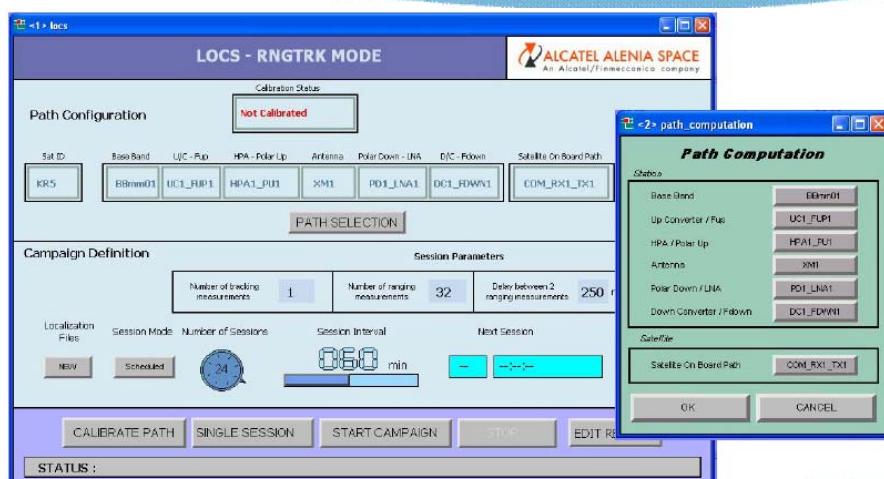 <1> locs
LOCS - RNGTRK MODE
ALCATEL ALENIA SPACE
An Alcatel/Finmeccanica company
Calibration Status
Path Configuration
Not Calibrated
Sat ID
Base Band
U/C - Fup
HPA - Polar Up
Antenna
Polar Down - LNA
D/C - Fdown
Satellite On Board Path
KR5
BBmm01
UC1_FUP1
HPA1_PU1
XM1
PD1_LNA1
DC1_FDWN1
COM_RX1_TX1
PATH SELECTION
Campaign Definition
Session Parameters
Number of tracking measurements
1
Number of ranging measurements
32
Delay between 2 ranging measurements
250
Localization Files
Session Mode
Number of Sessions
Session Interval
Next Session
NEW
Scheduled
24
060 min
--
--:--:--
CALIBRATE PATH
SINGLE SESSION
START CAMPAIGN
STOP
EDIT
STATUS :
<2> path_computation
Path Computation
Station
Base Band
BBmm01
Up Converter / Fup
UC1_FUP1
HPA / Polar Up
HPA1_PU1
Antenna
XM1
Polar Down / LNA
PD1_LNA1
Down Converter / Fdown
DC1_FDWN1
Satellite
Satellite On Board Path
COM_RX1_TX1
OK
CANCEL